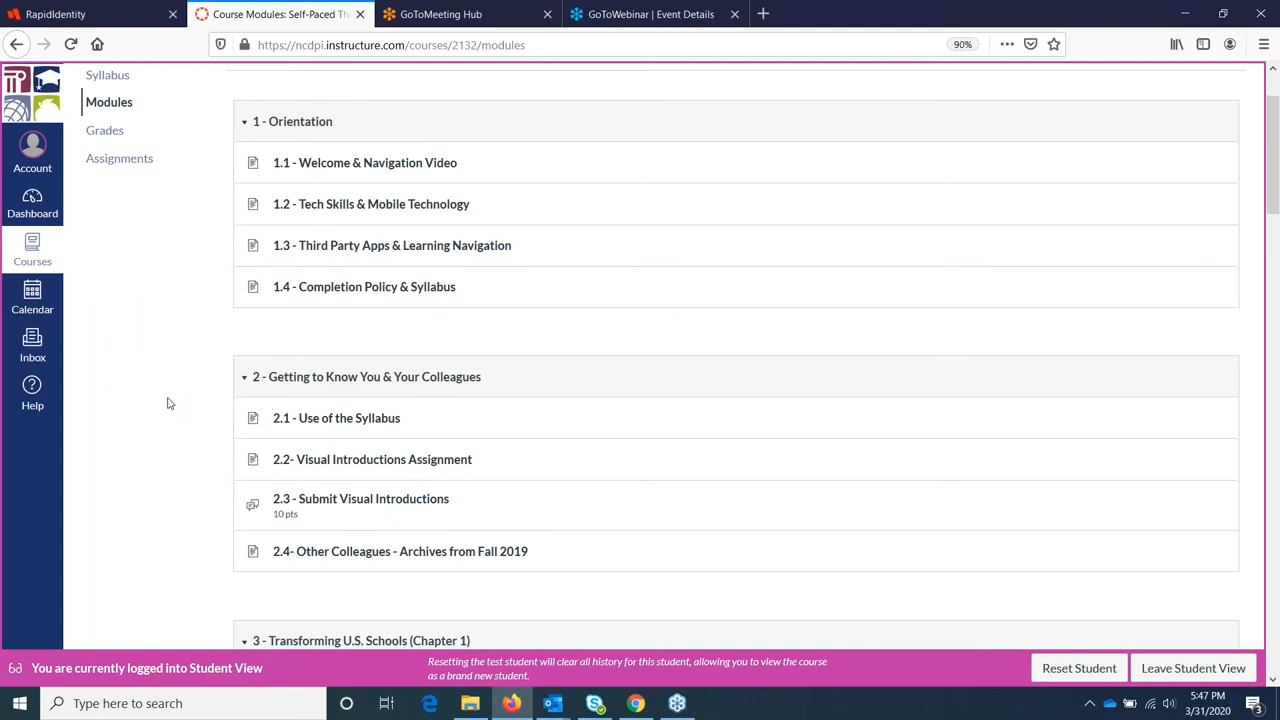 RapidIdentity
Course Modules: Self-Paced Th
GoToMeeting Hub
GoToWebinar | Event Details
https://ncdpi.instructure.com/courses/2132/modules
90%
Account
Dashboard
Courses
Calendar
Inbox
Help
Syllabus
Modules
Grades
Assignments
1 - Orientation
1.1 - Welcome & Navigation Video
1.2 - Tech Skills & Mobile Technology
1.3 - Third Party Apps & Learning Navigation
1.4 - Completion Policy & Syllabus
2 - Getting to Know You & Your Colleagues
2.1 - Use of the Syllabus
2.2- Visual Introductions Assignment
2.3 - Submit Visual Introductions
10 pts
2.4- Other Colleagues - Archives from Fall 2019
3 - Transforming U.S. Schools (Chapter 1)
You are currently logged into Student View
Resetting the test student will clear all history for this student, allowing you to view the course
as a brand new student.
Reset Student
Leave Student View
Type here to search
5:47 PM
3/31/2020
3